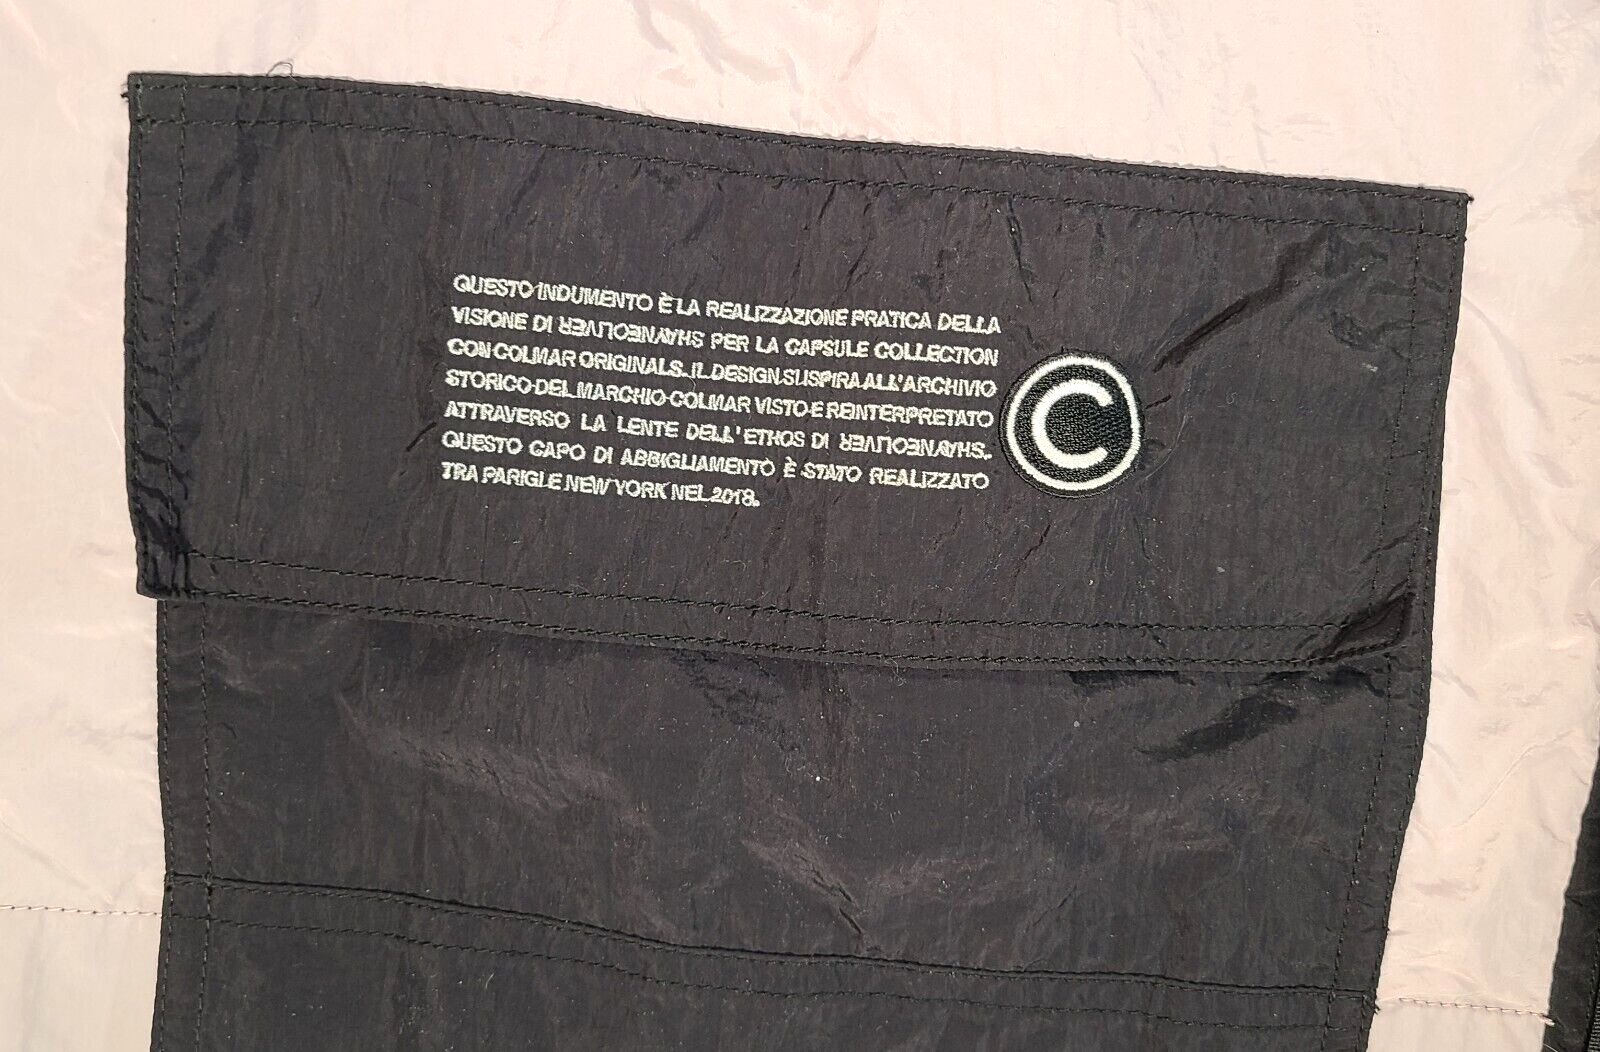 QUESTO INDUMENTO È LA REALIZZAZIONE PRATICA DELLA
VISIONE DI SHAYNEOLIVER PER LA CAPSULE COLLECTION
CON COLMAR ORIGINALS. IL DESIGN SI ISPIRA ALL'ARCHIVIO
STORICO DEL MARCHIO COLMAR VISTO E REINTERPRETATO
ATTRAVERSO LA LENTE DELL'ETHOS DI SHAYNEOLIVER.
QUESTO CAPO DI ABBIGLIAMENTO È STATO REALIZZATO
TRA PARIGI E NEW YORK NEL 2018.
©